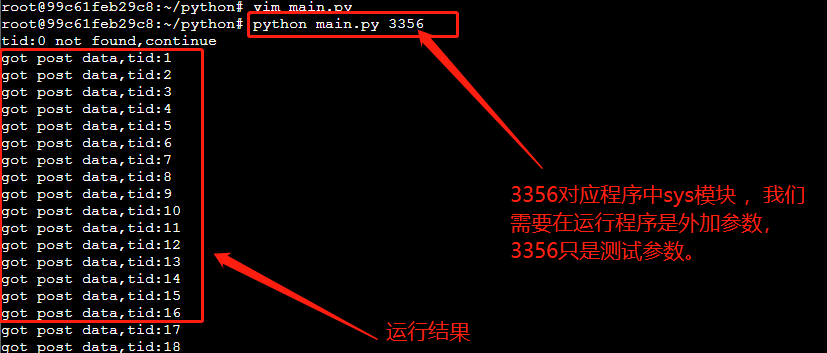 root@99c61feb29c8:~/python# vim main.py
root@99c61feb29c8:~/python# python main.py 3356
tid:0 not found,continue
got post data,tid:1
got post data,tid:2
got post data,tid:3
got post data,tid:4
got post data,tid:5
got post data,tid:6
got post data,tid:7
got post data,tid:8
got post data,tid:9
got post data,tid:10
got post data,tid:11
got post data,tid:12
got post data,tid:13
got post data,tid:14
got post data,tid:15
got post data,tid:16
got post data,tid:17
got post data,tid:18
3356对应程序中sys模块 ，我们
需要在运行程序是外加参数，
3356只是测试参数。
运行结果